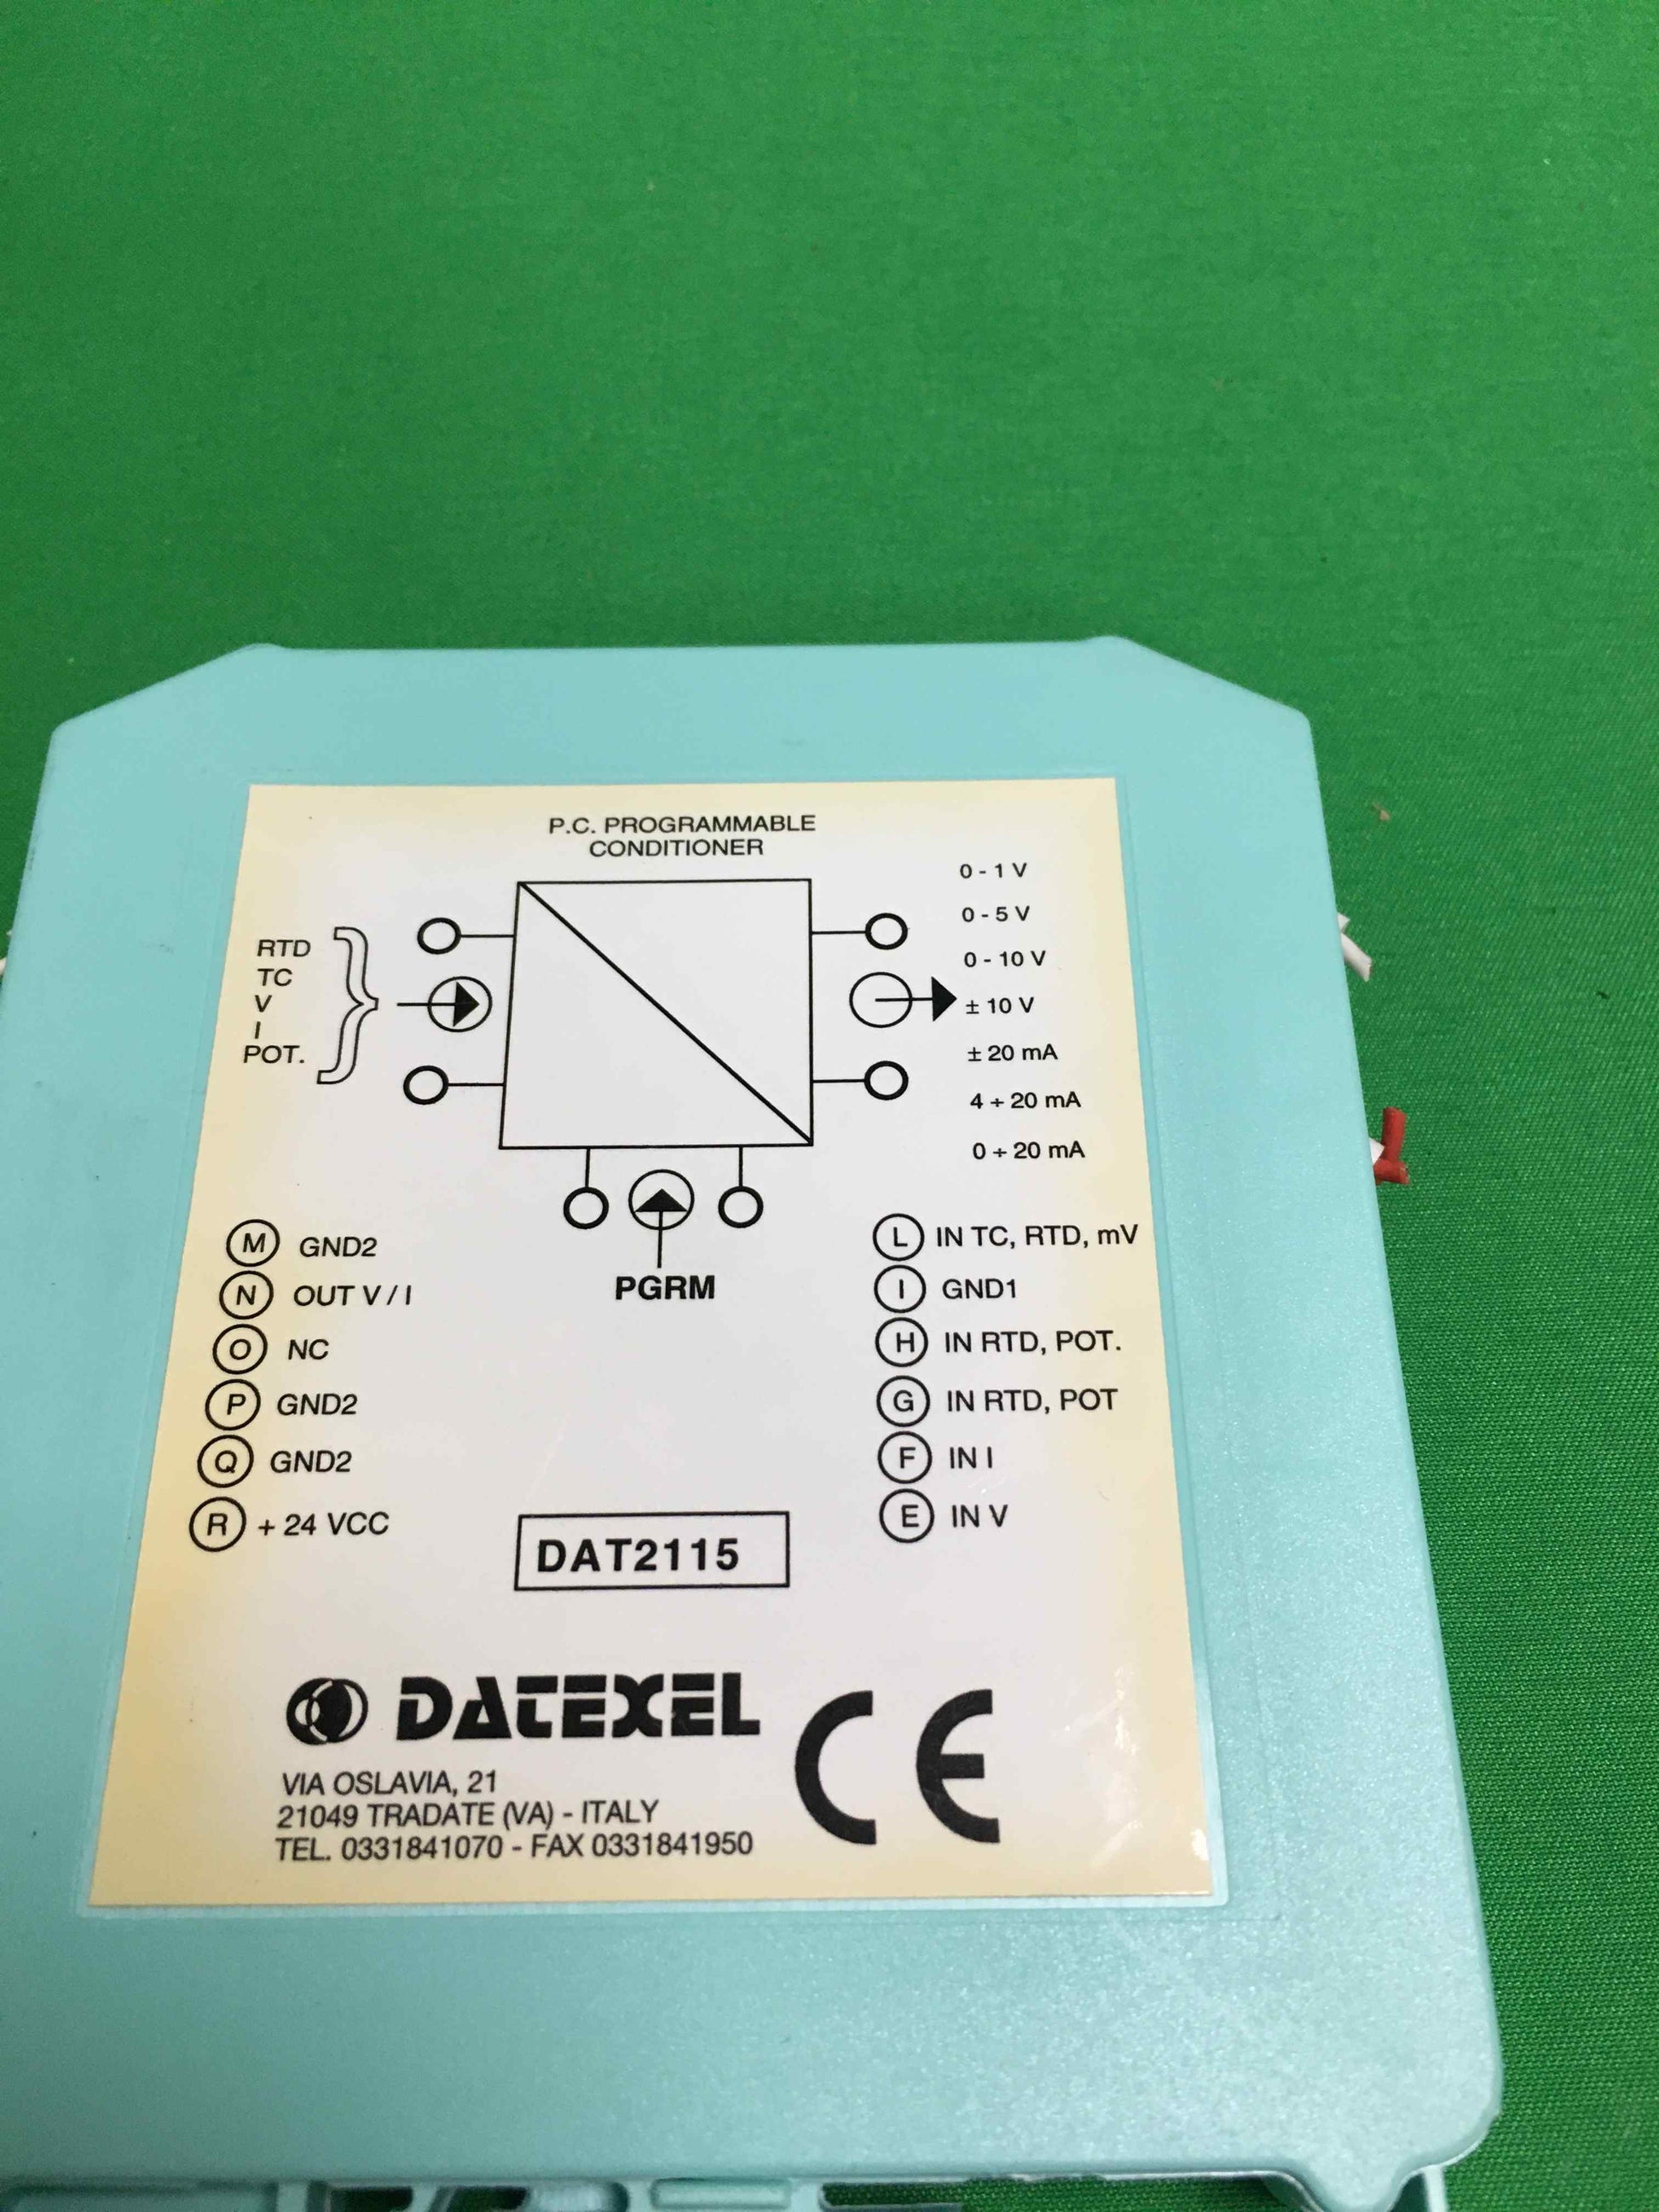 P.C. PROGRAMMABLE
CONDITIONER
RTD
TC
V
I
POT.
0 - 1 V
0 - 5 V
0 - 10 V
± 10 V
± 20 mA
4 ÷ 20 mA
0 ÷ 20 mA
PGRM
M GND2
N OUT V / I
O NC
P GND2
Q GND2
R + 24 VCC
L IN TC, RTD, mV
I GND1
H IN RTD, POT.
G IN RTD, POT
F IN I
E IN V
DAT2115
DATEXEL
CE
VIA OSLAVIA, 21
21049 TRADATE (VA) - ITALY
TEL. 0331841070 - FAX 0331841950